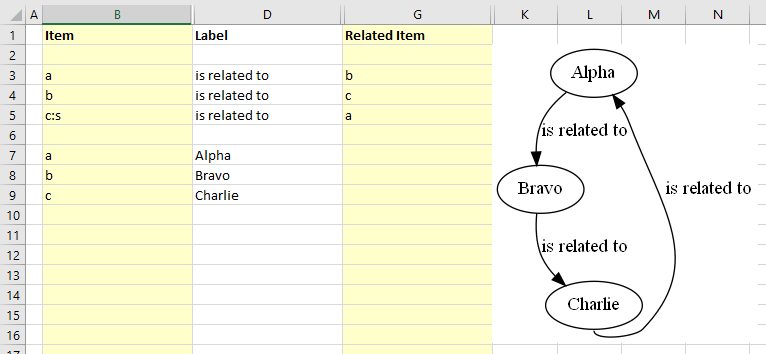 A B D G K L M N
1 Item Label Related Item
2
3 a is related to b
4 b is related to c
5 c:s is related to a
6
7 a Alpha
8 b Bravo
9 c Charlie
10
11
12
13
14
15
16
17
Alpha
is related to
Bravo
is related to
is related to
Charlie